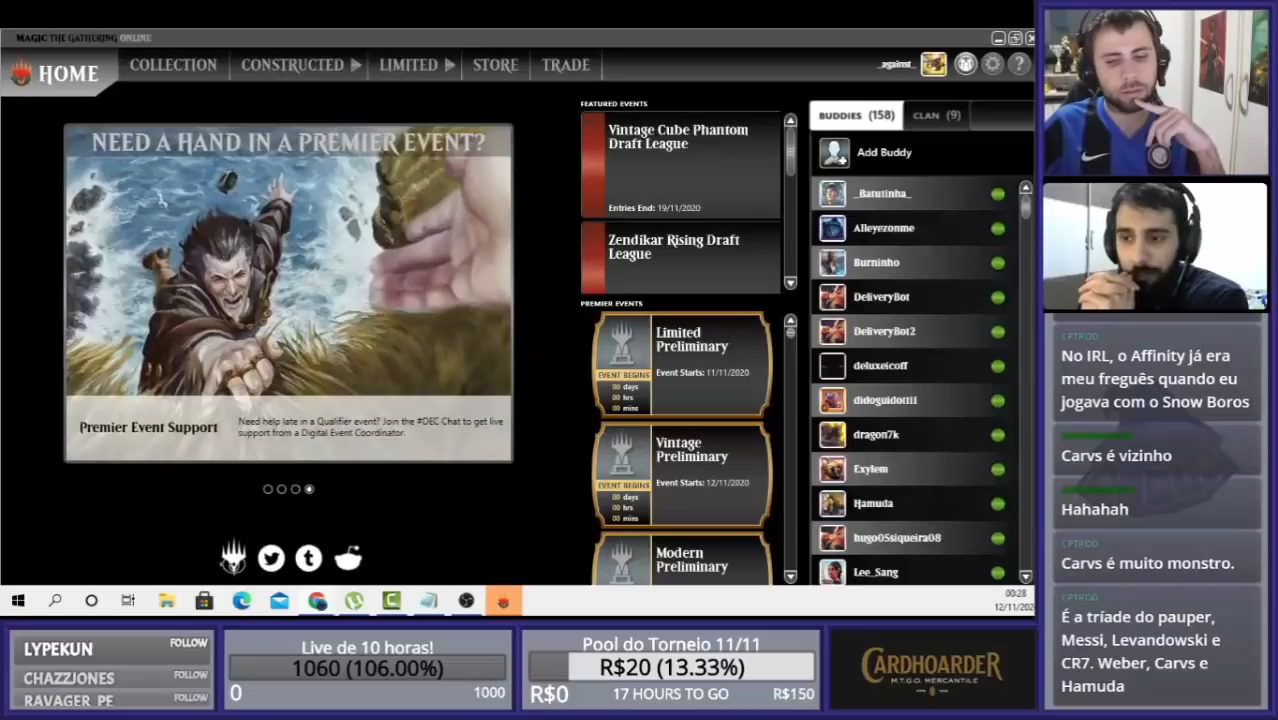 MAGIC THE GATHERING ONLINE
HOME
COLLECTION
CONSTRUCTED
LIMITED
STORE
TRADE
_against_
NEED A HAND IN A PREMIER EVENT?
Premier Event Support
Need help late in a Qualifier event? Join the #DEC Chat to get live
support from a Digital Event Coordinator.
FEATURED EVENTS
Vintage Cube Phantom
Draft League
Entries End: 19/11/2020
Zendikar Rising Draft
League
PREMIER EVENTS
Limited
Preliminary
Event Starts: 11/11/2020
EVENT BEGINS
00 days
00 hrs
00 mins
Vintage
Preliminary
Event Starts: 12/11/2020
EVENT BEGINS
00 days
00 hrs
00 mins
Modern
Preliminary
BUDDIES (158)
CLAN (9)
Add Buddy
_Batutinha_
Alleyezonme
Burninho
DeliveryBot
DeliveryBot2
deluxeicoff
didoguidotti1
dragon7k
Exylem
Hamuda
hugo05siqueira08
Lee_Sang
00:28
12/11/202
CPTROD
No IRL, o Affinity já era
meu freguês quando eu
jogava com o Snow Boros
Carvs é vizinho
Hahahah
CPTROD
Carvs é muito monstro.
CPTROD
É a tríade do pauper,
Messi, Levandowski e
CR7. Weber, Carvs e
Hamuda
LYPEKUN FOLLOW
CHAZZJONES FOLLOW
RAVAGER_PE FOLLOW
Live de 10 horas!
1060 (106.00%)
0 1000
Pool do Torneio 11/11
R$20 (13.33%)
R$0 17 HOURS TO GO R$150
CARDHOARDER
M.T.G.O. MERCANTILE